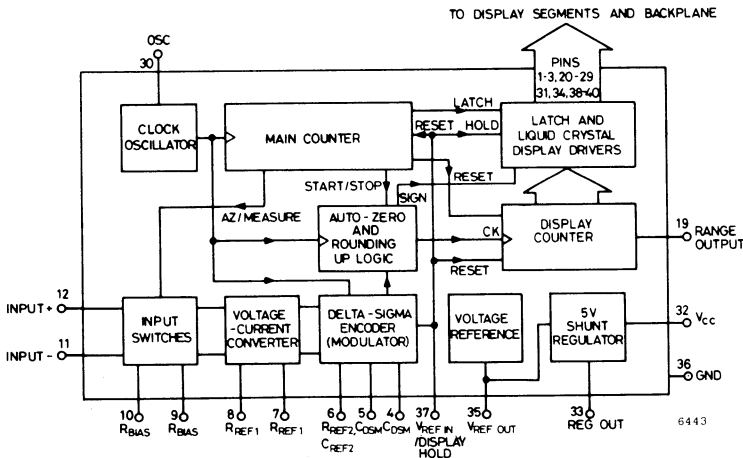 TO DISPLAY SEGMENTS AND BACKPLANE
OSC
30
PINS
1-3,20-29
31,34,38-40
CLOCK
OSCILLATOR
MAIN COUNTER
LATCH
RESET
HOLD
LATCH AND
LIQUID CRYSTAL
DISPLAY DRIVERS
START/STOP
SIGN
RESET
AZ/MEASURE
AUTO-ZERO
AND
ROUNDING
UP LOGIC
CK
DISPLAY
COUNTER
19
RANGE
OUTPUT
RESET
12
INPUT+
11
INPUT-
INPUT
SWITCHES
VOLTAGE
-CURRENT
CONVERTER
DELTA-SIGMA
ENCODER
(MODULATOR)
VOLTAGE
REFERENCE
5V
SHUNT
REGULATOR
32
VCC
36
GND
10
RBIAS
9
RBIAS
8
RREF1
7
RREF1
6
RREF2,
CREF2
5
CDSM
4
CDSM
37
VREF IN
/DISPLAY
HOLD
35
VREF OUT
33
REG OUT
6443